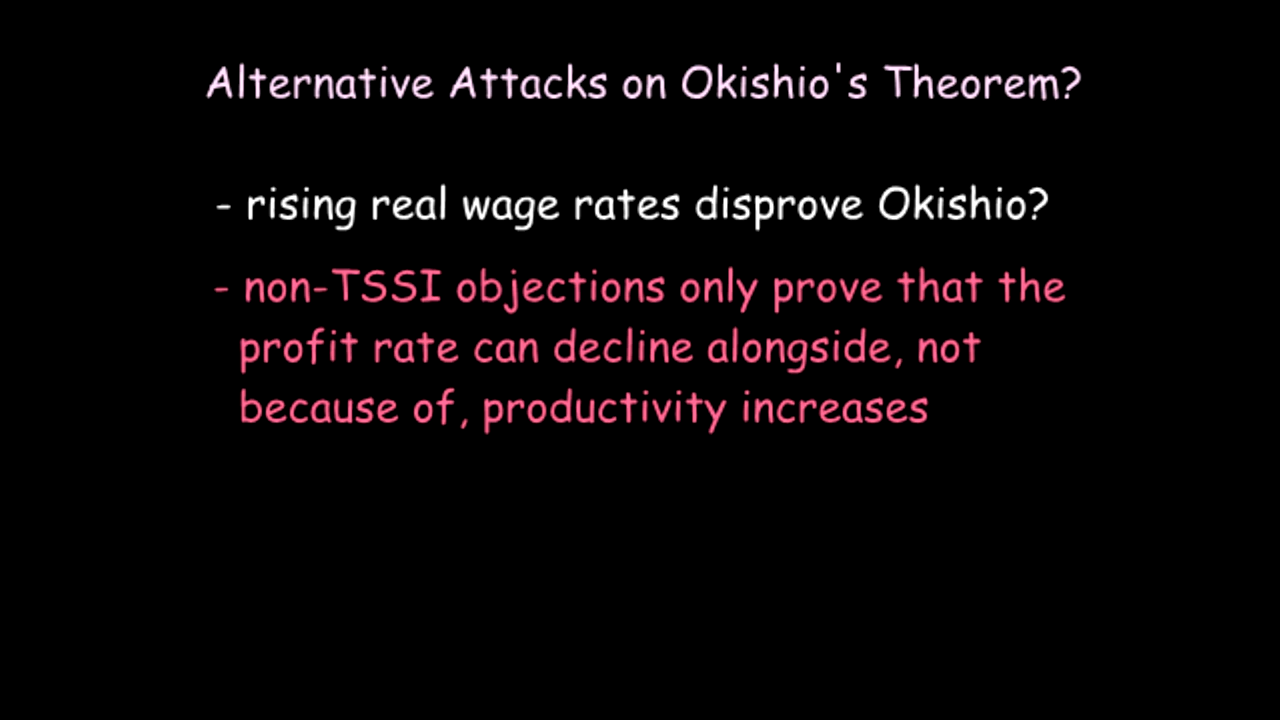 Alternative Attacks on Okishio's Theorem?
- rising real wage rates disprove Okishio?
- non-TSSI objections only prove that the
profit rate can decline alongside, not
because of, productivity increases